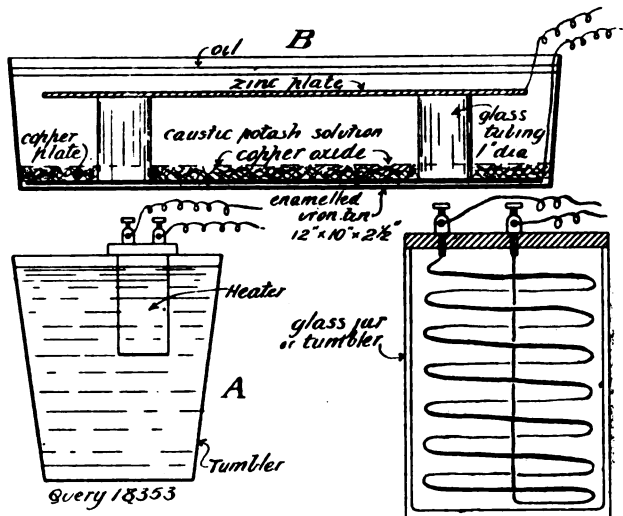 B
oil
zinc plate
copper
plate
caustic potash solution
copper oxide
glass
tubing
1" dia
enamelled
iron tin
12" × 10" × 2½"
Heater
glass jur
or tumbler
A
Tumbler
Query 18353